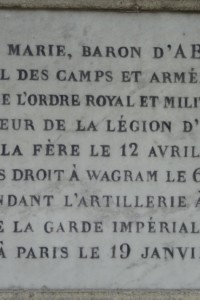 MARIE, BARON D'AB
L DES CAMPS ET ARMÉ
E L'ORDRE ROYAL ET MILI
EUR DE LA LÉGION D'
LA FÈRE LE 12 AVRIL
S DROIT À WAGRAM LE 6
NDANT L'ARTILLERIE À
E LA GARDE IMPÉRIAL
À PARIS LE 19 JANVI